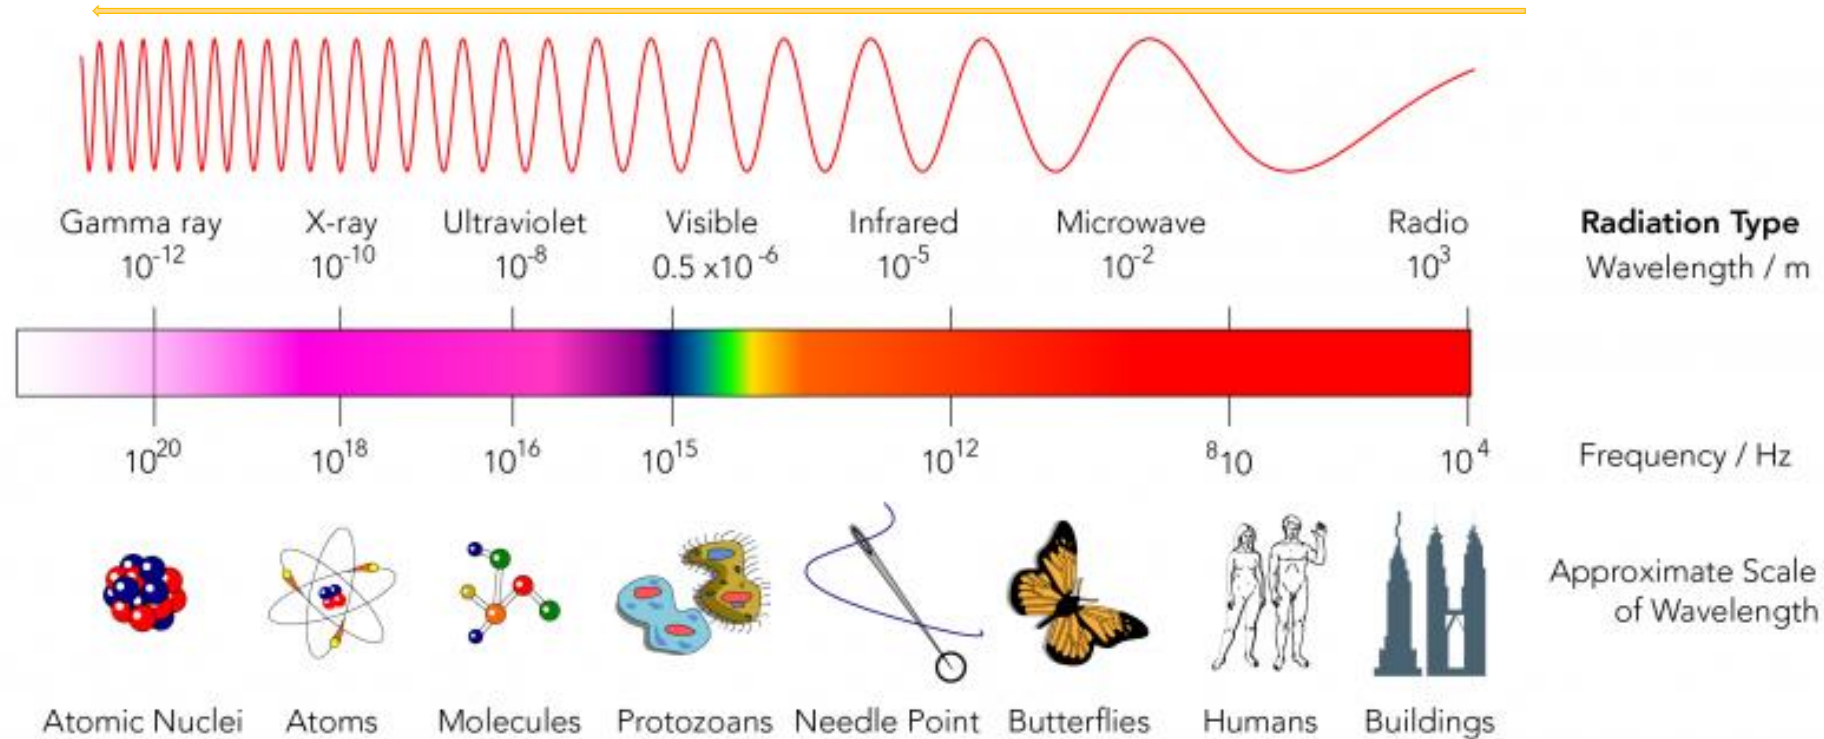 Gamma ray X-ray Ultraviolet Visible Infrared Microwave Radio Radiation Type
10⁻¹² 10⁻¹⁰ 10⁻⁸ 0.5 x10⁻⁶ 10⁻⁵ 10⁻² 10³ Wavelength / m
10²⁰ 10¹⁸ 10¹⁶ 10¹⁵ 10¹² ⁸10 10⁴ Frequency / Hz
Approximate Scale
of Wavelength
Atomic Nuclei Atoms Molecules Protozoans Needle Point Butterflies Humans Buildings